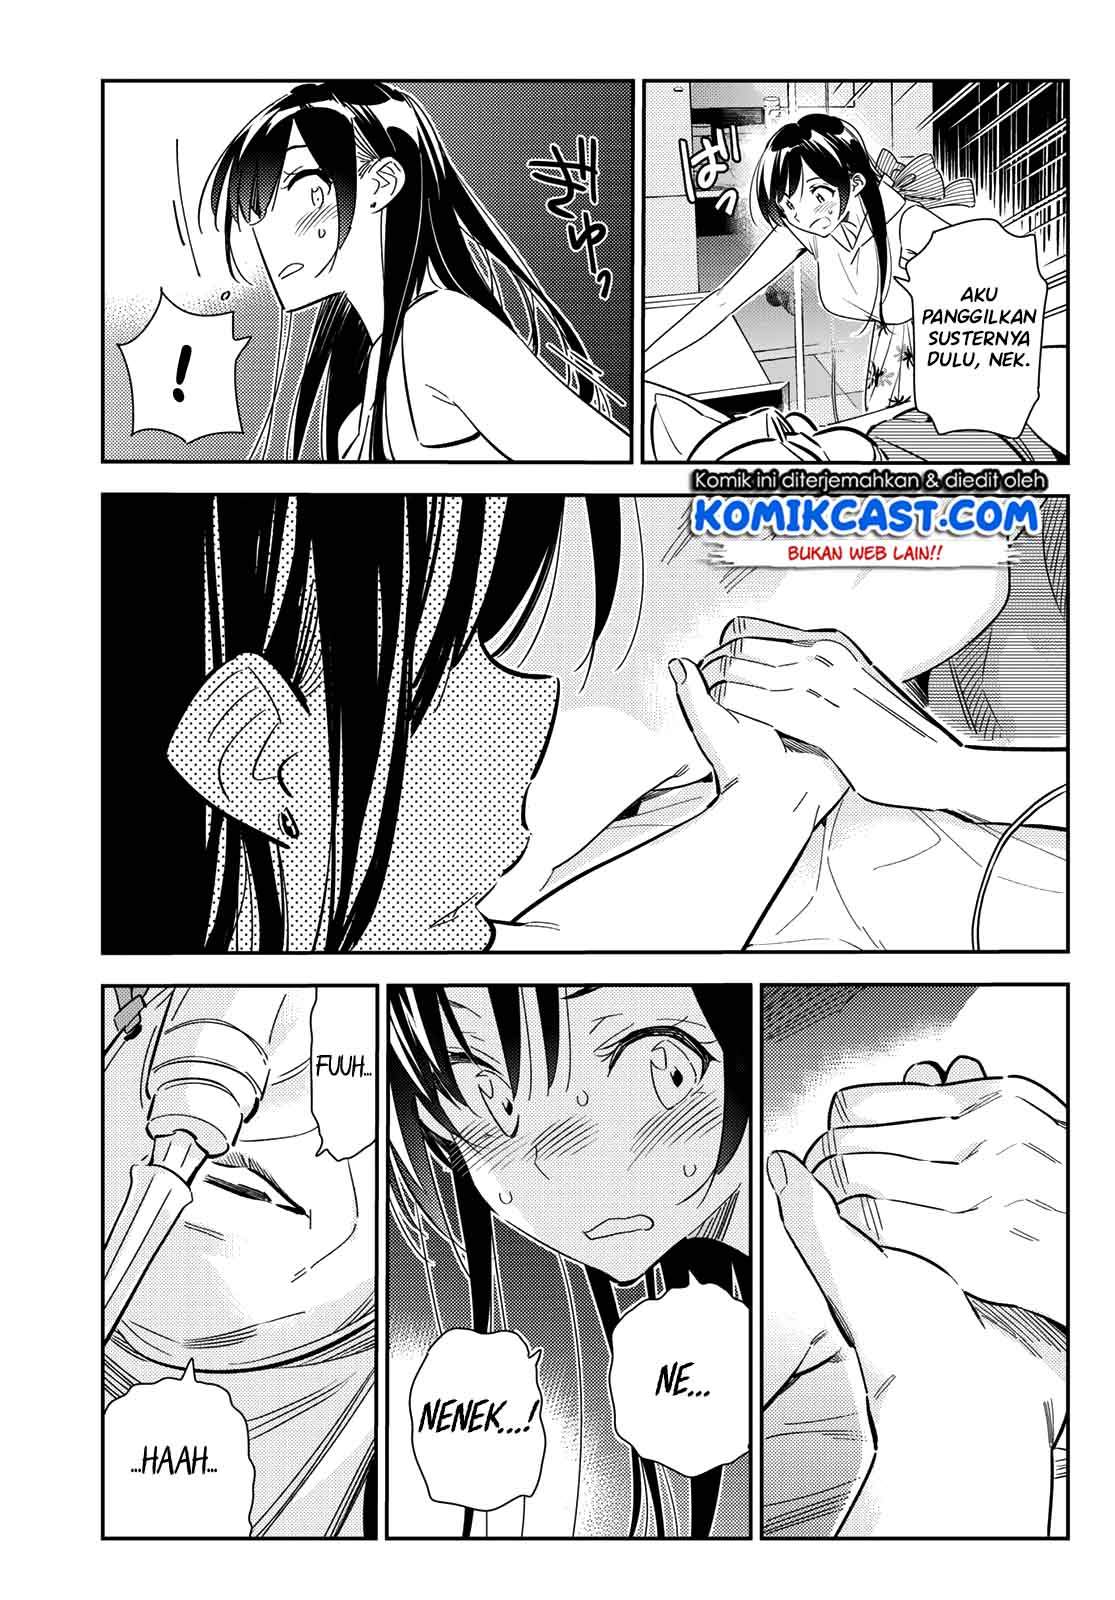 ばっ
AKU
PANGGILKAN
SUSTERNYA
DULU, NEK.
ぎゅっ
!
Komik ini diterjemahkan & diedit oleh
KOMIKCAST.COM
BUKAN WEB LAIN!!
NE...
NENEK...!
FUUH...
...HAAH...